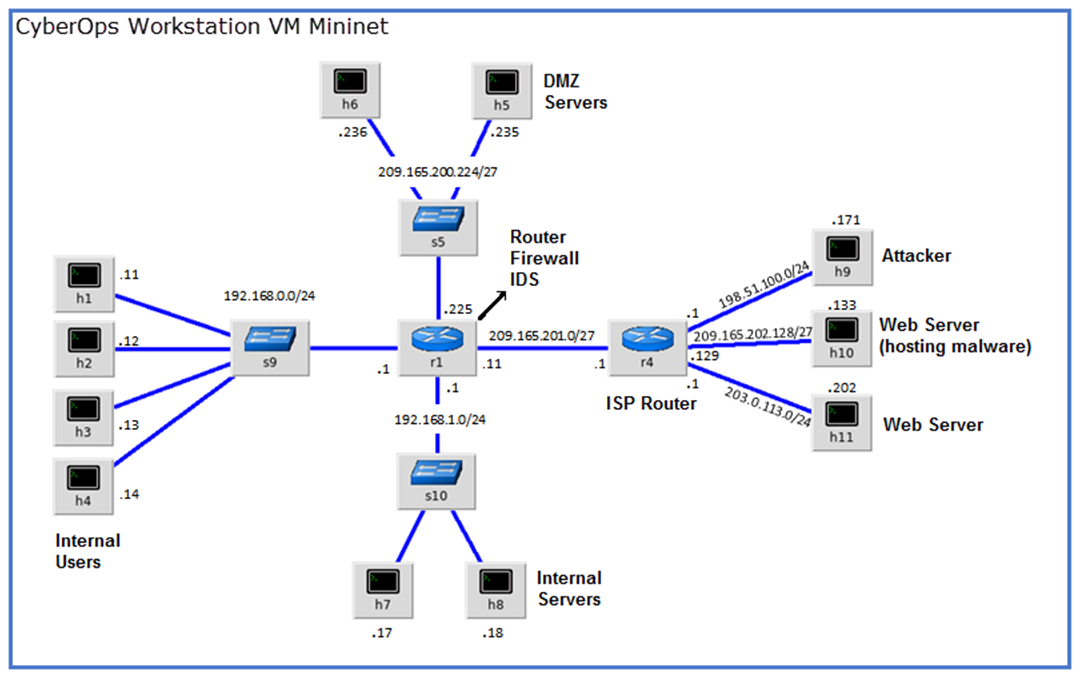 CyberOps Workstation VM Mininet
h6
.236
h5
.235
DMZ
Servers
209.165.200.224/27
s5
Router
Firewall
IDS
.225
h1
.11
h2
.12
h3
.13
h4
.14
Internal
Users
192.168.0.0/24
s9
.1
r1
.11
.1
209.165.201.0/27
192.168.1.0/24
s10
h7
.17
h8
.18
Internal
Servers
.1
r4
ISP Router
.1
198.51.100.0/24
.171
h9
Attacker
209.165.202.128/27
.129
.133
h10
Web Server
(hosting malware)
.1
203.0.113.0/24
.202
h11
Web Server